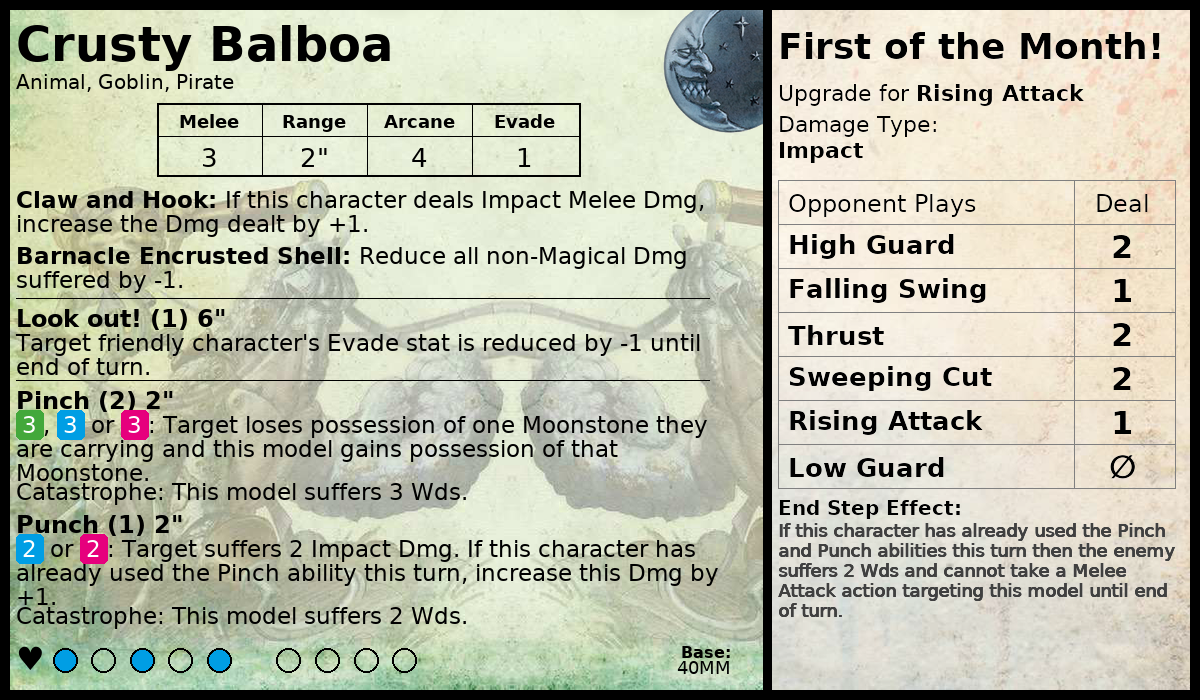 Crusty Balboa
Animal, Goblin, Pirate
Melee Range Arcane Evade
3 2" 4 1
Claw and Hook: If this character deals Impact Melee Dmg,
increase the Dmg dealt by +1.
Barnacle Encrusted Shell: Reduce all non-Magical Dmg
suffered by -1.
Look out! (1) 6"
Target friendly character's Evade stat is reduced by -1 until
end of turn.
Pinch (2) 2"
3, 3 or 3: Target loses possession of one Moonstone they
are carrying and this model gains possession of that
Moonstone.
Catastrophe: This model suffers 3 Wds.
Punch (1) 2"
2 or 2: Target suffers 2 Impact Dmg. If this character has
already used the Pinch ability this turn, increase this Dmg by
+1.
Catastrophe: This model suffers 2 Wds.
Base:
40MM
First of the Month!
Upgrade for Rising Attack
Damage Type:
Impact
Opponent Plays Deal
High Guard 2
Falling Swing 1
Thrust 2
Sweeping Cut 2
Rising Attack 1
Low Guard ∅
End Step Effect:
If this character has already used the Pinch
and Punch abilities this turn then the enemy
suffers 2 Wds and cannot take a Melee
Attack action targeting this model until end
of turn.